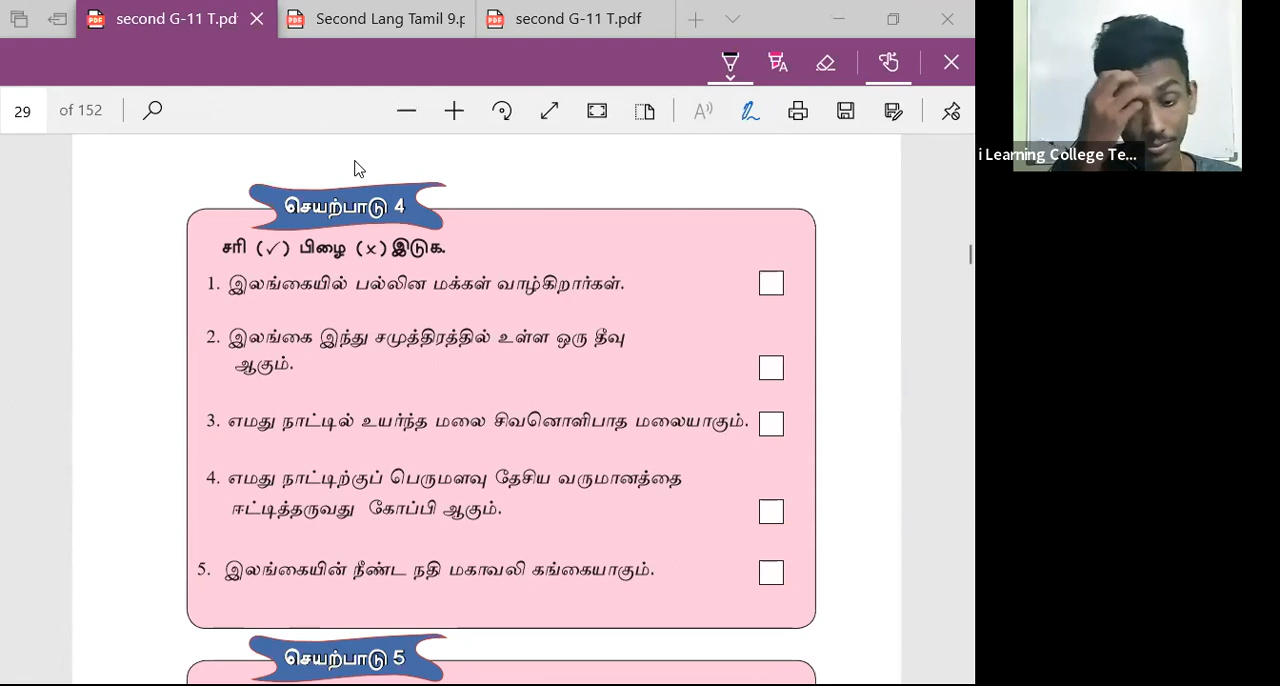 second G-11 T.pd
Second Lang Tamil 9.p
second G-11 T.pdf
29 of 152
i Learning College Te...
செயற்பாடு 4
சரி (✓) பிழை (x) இடுக.
1. இலங்கையில் பல்லின மக்கள் வாழ்கிறார்கள்.
2. இலங்கை இந்து சமுத்திரத்தில் உள்ள ஒரு தீவு
ஆகும்.
3. எமது நாட்டில் உயர்ந்த மலை சிவனொளிபாத மலையாகும்.
4. எமது நாட்டிற்குப் பெருமளவு தேசிய வருமானத்தை
ஈட்டித்தருவது கோப்பி ஆகும்.
5. இலங்கையின் நீண்ட நதி மகாவலி கங்கையாகும்.
செயற்பாடு 5